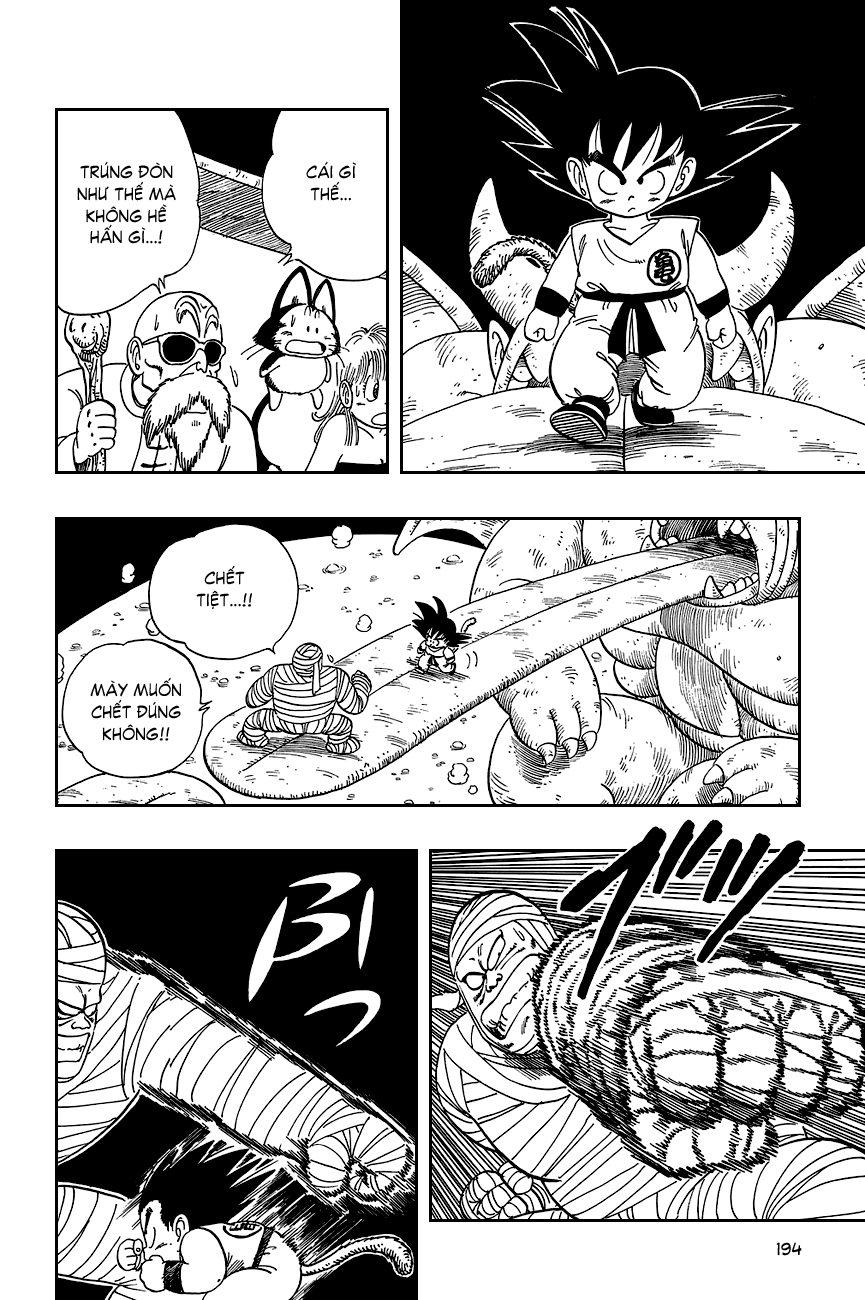 亀
CÁI GÌ
THẾ...
TRÚNG ĐÒN
NHƯ THẾ MÀ
KHÔNG HỀ
HẤN GÌ...!
CHẾT
TIỆT...!!
MÀY MUỐN
CHẾT ĐÚNG
KHÔNG!!
194